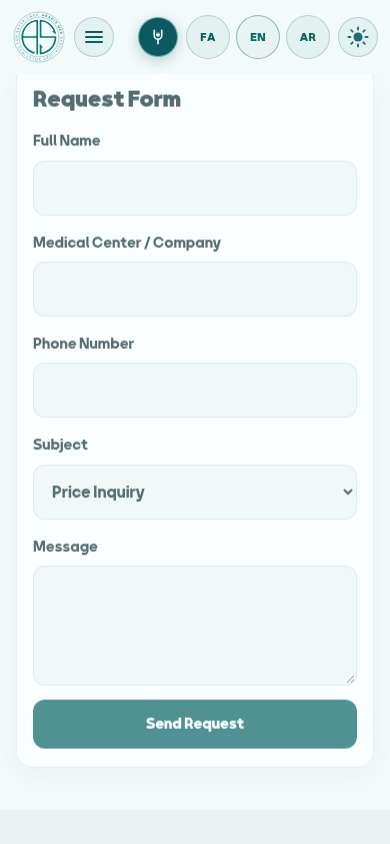 FA
EN
AR
Request Form
Full Name
Medical Center / Company
Phone Number
Subject
Price Inquiry
Message
Send Request